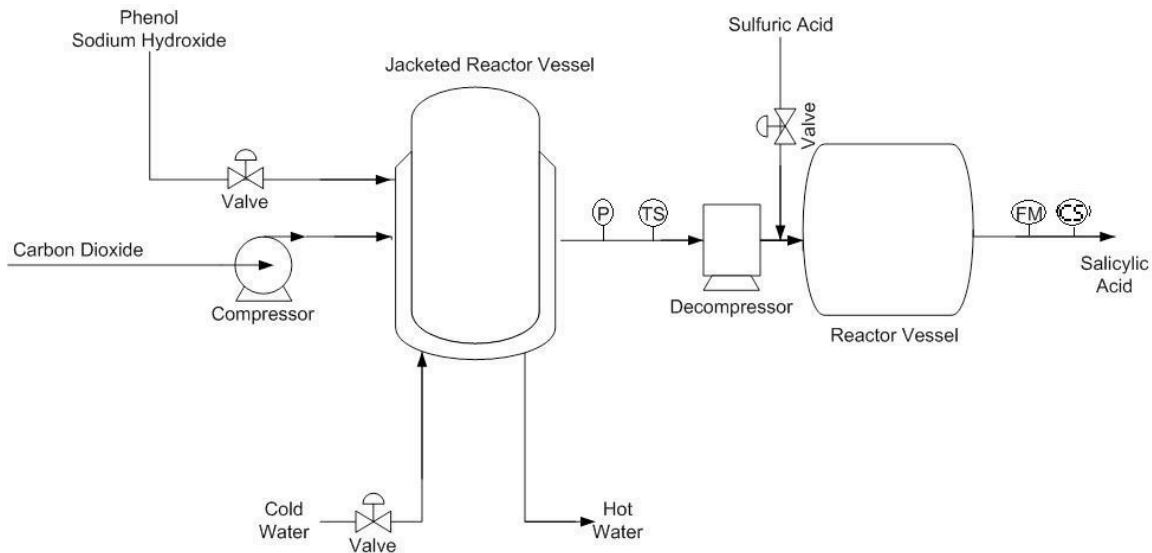 Phenol
Sodium Hydroxide
Sulfuric Acid
Jacketed Reactor Vessel
Valve
Valve
P
TS
FM
CS
Carbon Dioxide
Compressor
Decompressor
Salicylic
Acid
Reactor Vessel
Cold
Water
Hot
Water
Valve